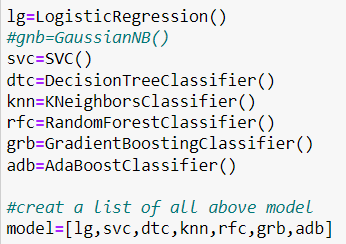 lg=LogisticRegression()
#gnb=GaussianNB()
svc=SVC()
dtc=DecisionTreeClassifier()
knn=KNeighborsClassifier()
rfc=RandomForestClassifier()
grb=GradientBoostingClassifier()
adb=AdaBoostClassifier()
#creat a list of all above model
model=[lg,svc,dtc,knn,rfc,grb,adb]